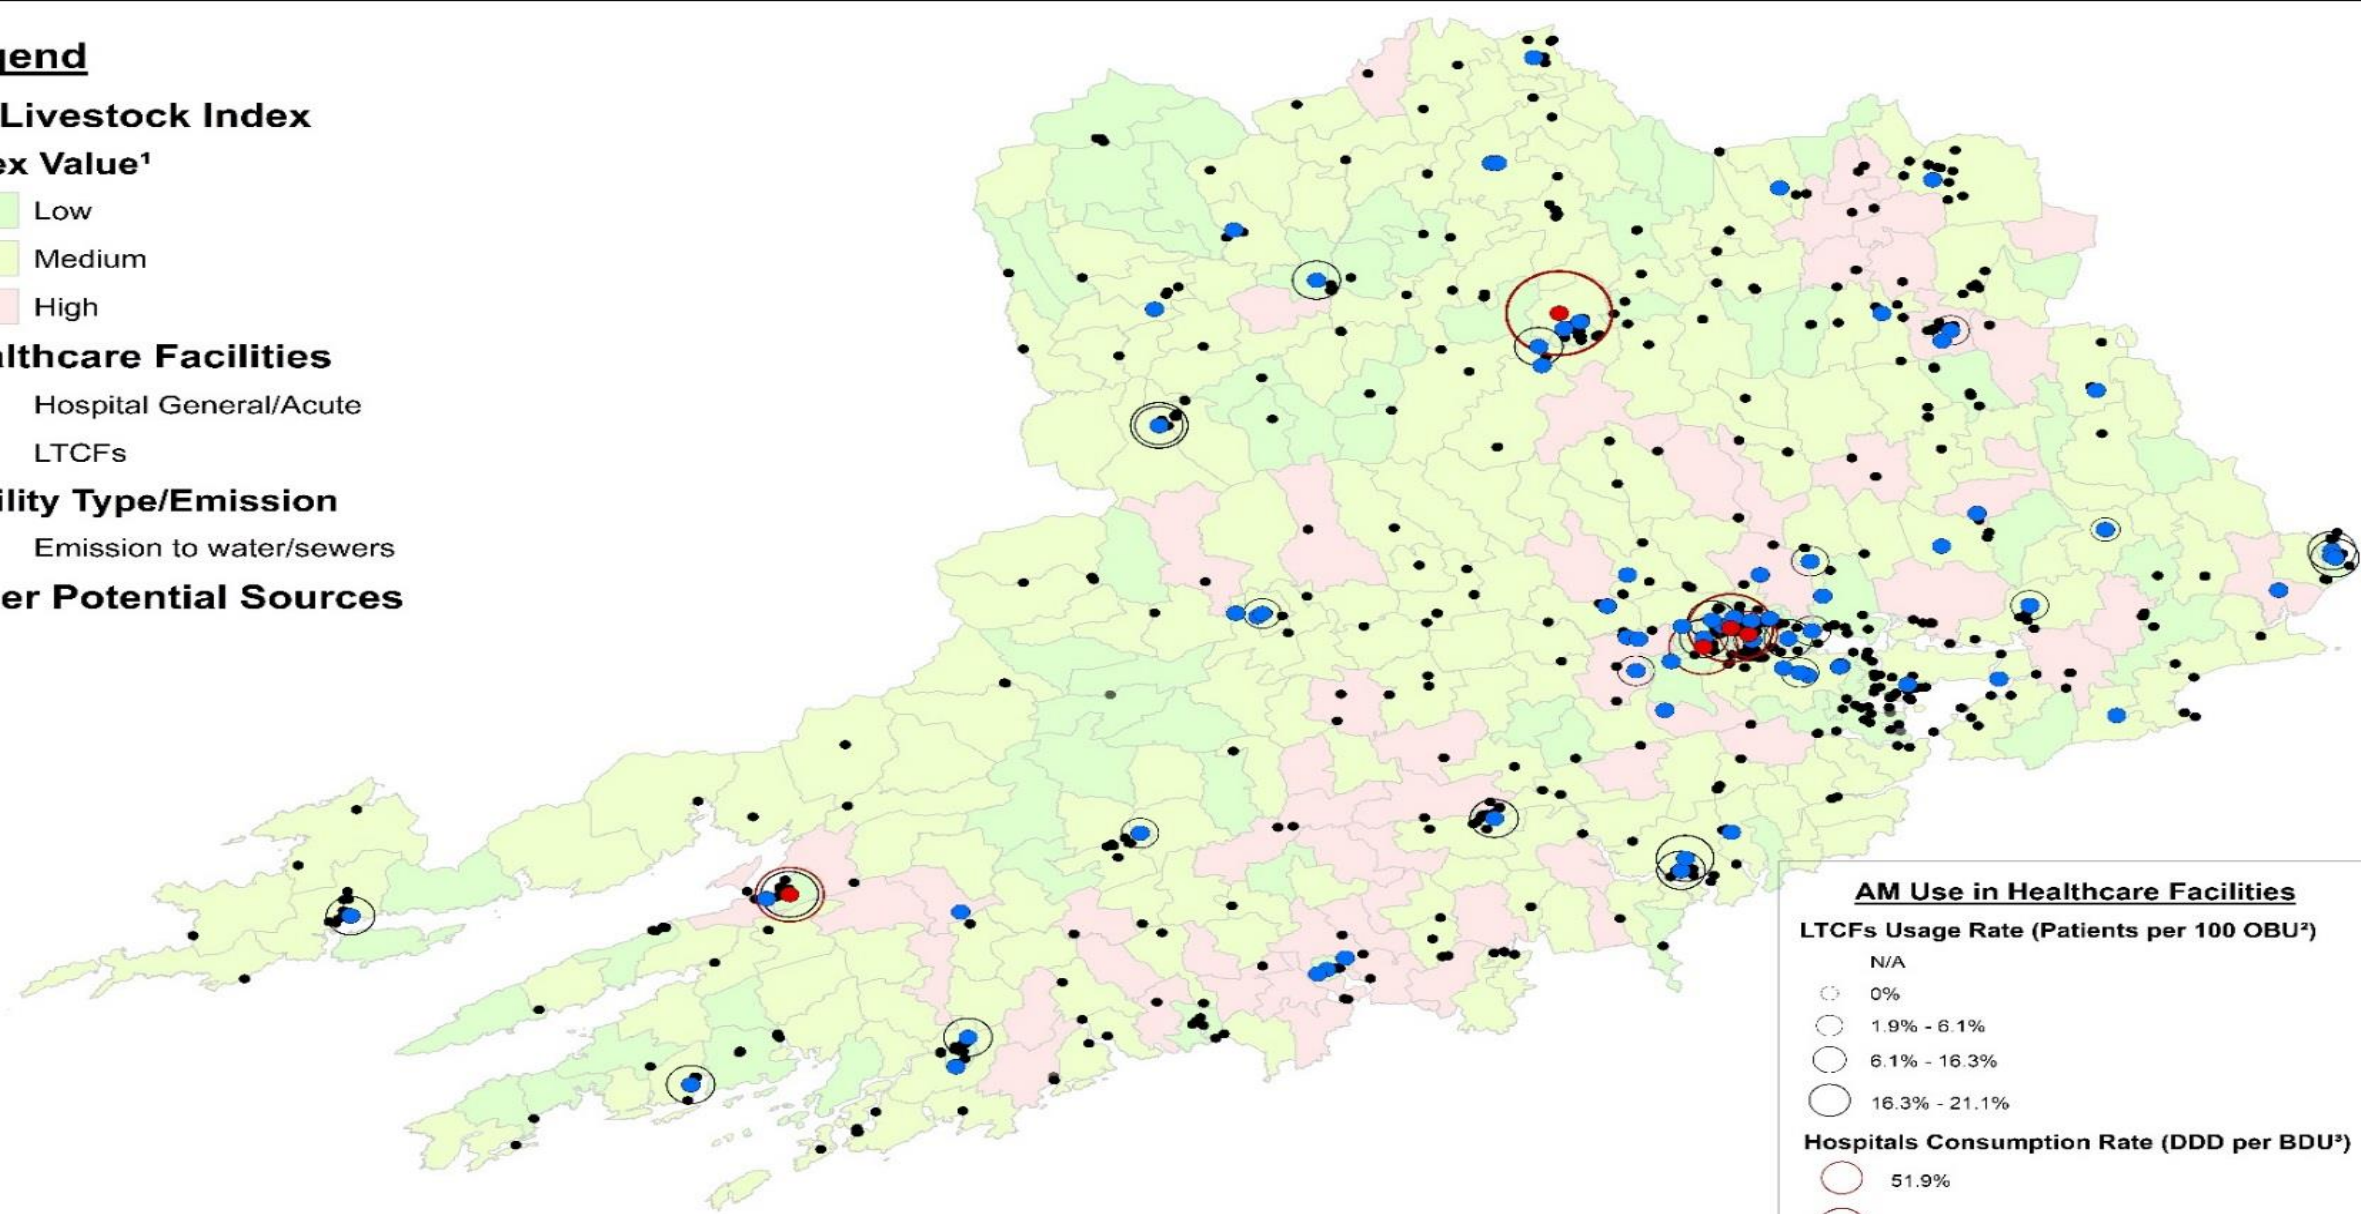 gend
Livestock Index
ex Value¹
Low
Medium
High
althcare Facilities
Hospital General/Acute
LTCFs
ility Type/Emission
Emission to water/sewers
er Potential Sources
AM Use in Healthcare Facilities
LTCFs Usage Rate (Patients per 100 OBU²)
N/A
0%
1.9% - 6.1%
6.1% - 16.3%
16.3% - 21.1%
Hospitals Consumption Rate (DDD per BDU³)
51.9%